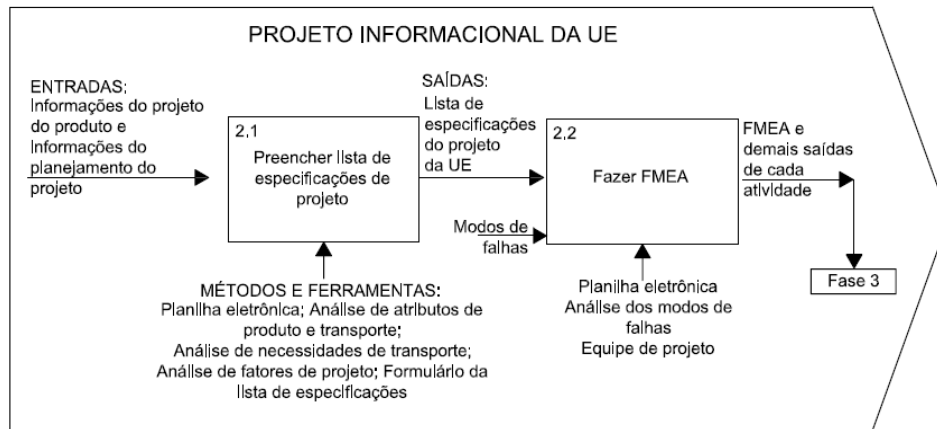 PROJETO INFORMACIONAL DA UE
ENTRADAS:
Informações do projeto
do produto e
Informações do
planejamento do
projeto
2.1
Preencher lista de
especificações de
projeto
SAÍDAS:
Lista de
especificações
do projeto
da UE
2.2
Fazer FMEA
FMEA e
demais saídas
de cada
atividade
Modos de
falhas
Fase 3
MÉTODOS E FERRAMENTAS:
Planilha eletrônica; Análise de atributos de
produto e transporte;
Análise de necessidades de transporte;
Análise de fatores de projeto; Formulário da
lista de especificações
Planilha eletrônica
Análise dos modos de
falhas
Equipe de projeto